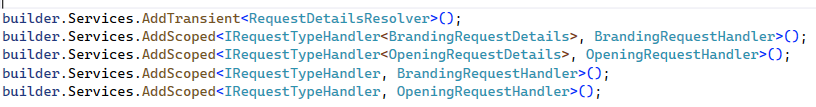 builder.Services.AddTransient<RequestDetailsResolver>();
builder.Services.AddScoped<IRequestTypeHandler<BrandingRequestDetails>, BrandingRequestHandler>();
builder.Services.AddScoped<IRequestTypeHandler<OpeningRequestDetails>, OpeningRequestHandler>();
builder.Services.AddScoped<IRequestTypeHandler, BrandingRequestHandler>();
builder.Services.AddScoped<IRequestTypeHandler, OpeningRequestHandler>();